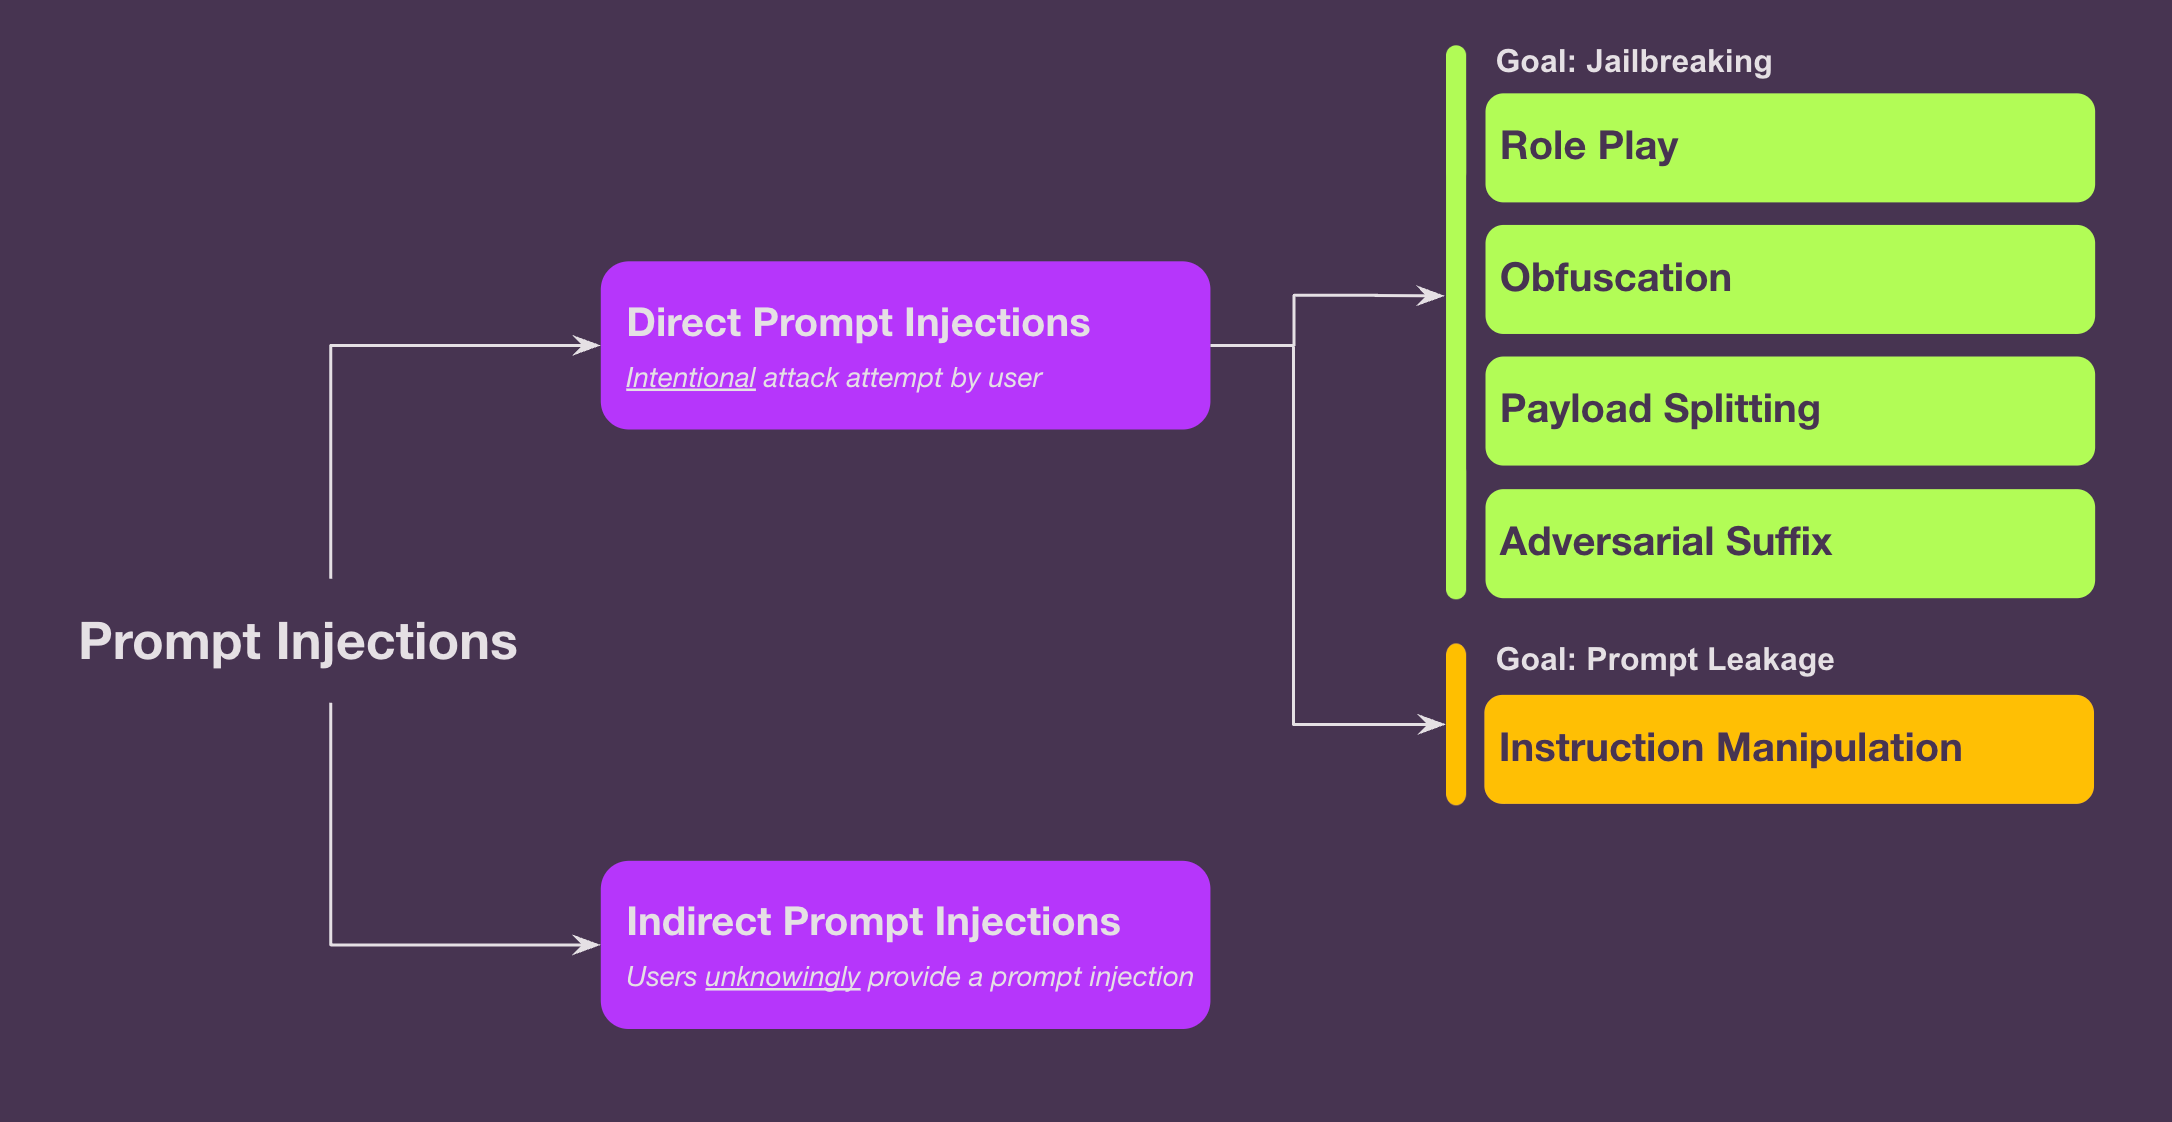 Goal: Jailbreaking
Role Play
Obfuscation
Direct Prompt Injections
Intentional attack attempt by user
Payload Splitting
Adversarial Suffix
Prompt Injections
Goal: Prompt Leakage
Instruction Manipulation
Indirect Prompt Injections
Users unknowingly provide a prompt injection